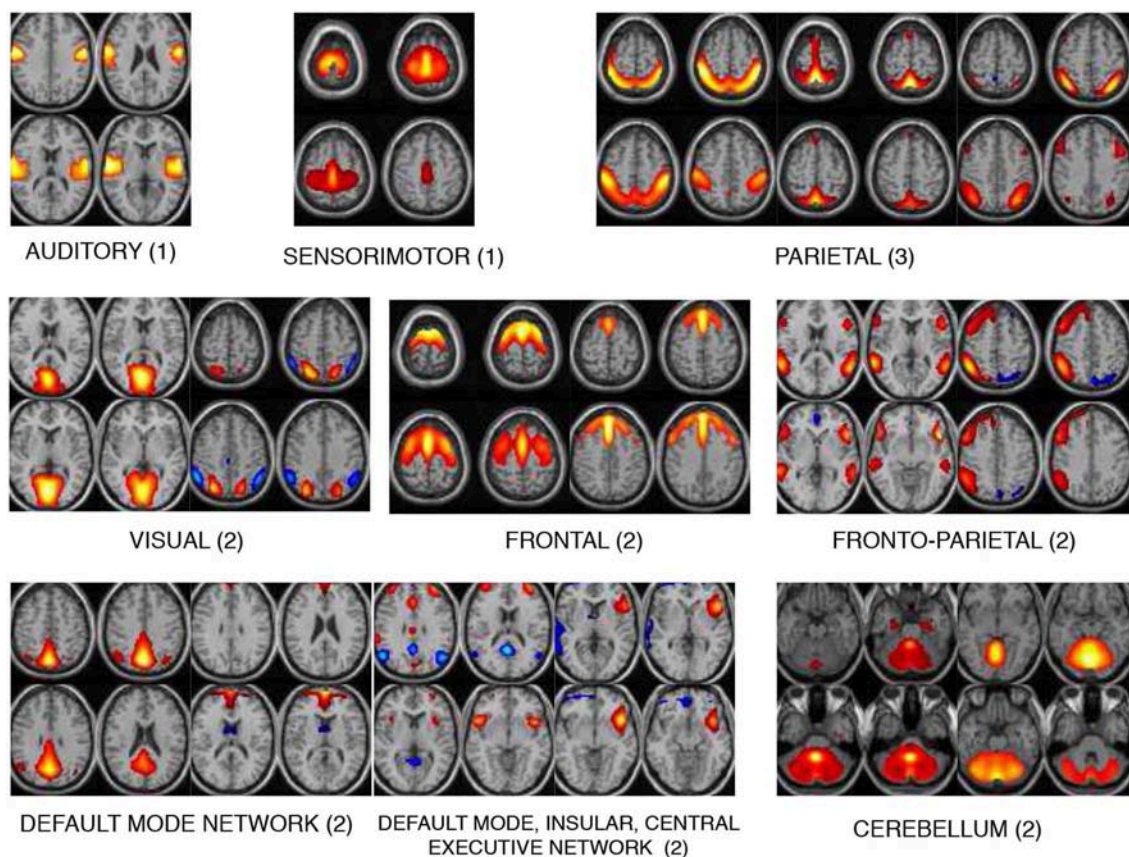 AUDITORY (1)
SENSORIMOTOR (1)
PARIETAL (3)
VISUAL (2)
FRONTAL (2)
FRONTO-PARIETAL (2)
DEFAULT MODE NETWORK (2)
DEFAULT MODE, INSULAR, CENTRAL
EXECUTIVE NETWORK (2)
CEREBELLUM (2)